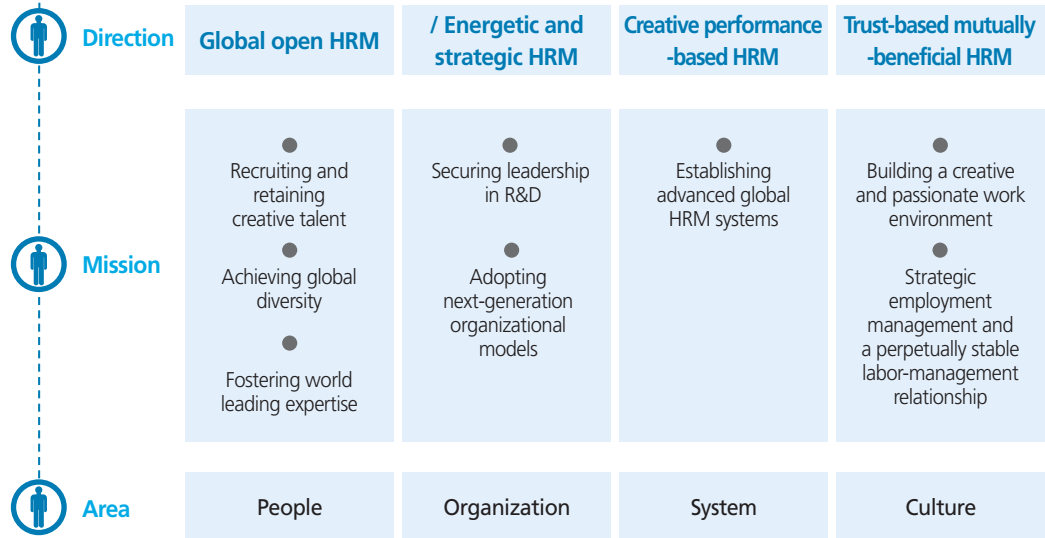 Direction
Global open HRM
/ Energetic and
strategic HRM
Creative performance
-based HRM
Trust-based mutually
-beneficial HRM
Mission
Recruiting and
retaining
creative talent
Achieving global
diversity
Fostering world
leading expertise
Securing leadership
in R&D
Adopting
next-generation
organizational
models
Establishing
advanced global
HRM systems
Building a creative
and passionate work
environment
Strategic
employment
management and
a perpetually stable
labor-management
relationship
Area
People
Organization
System
Culture